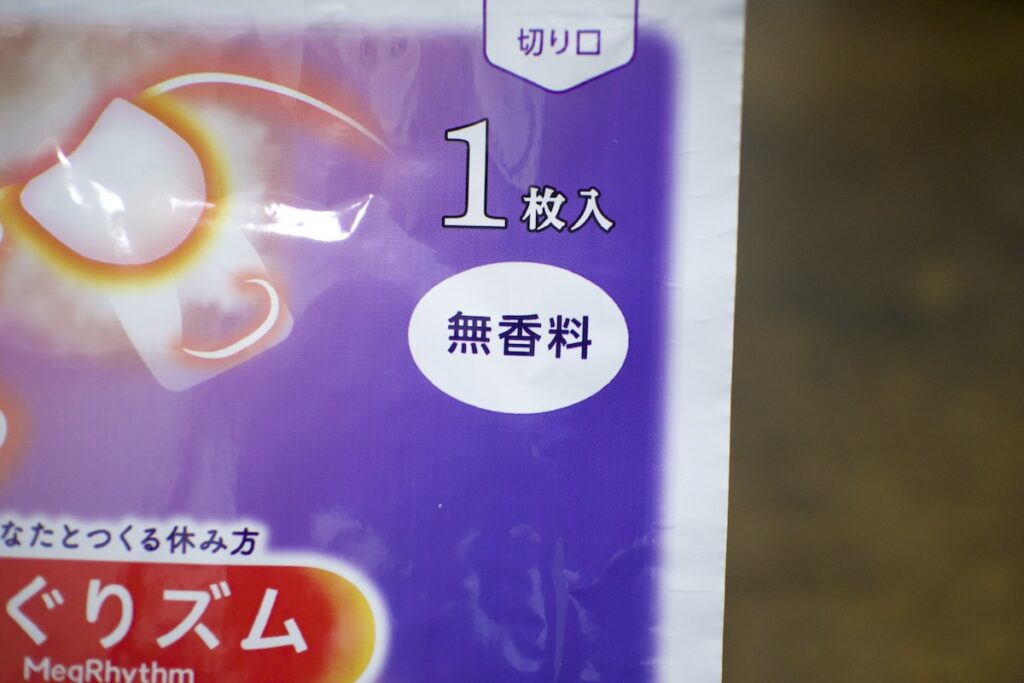 切り口
1枚入
無香料
なたとつくる休み方
ぐりズム
MegRhythm